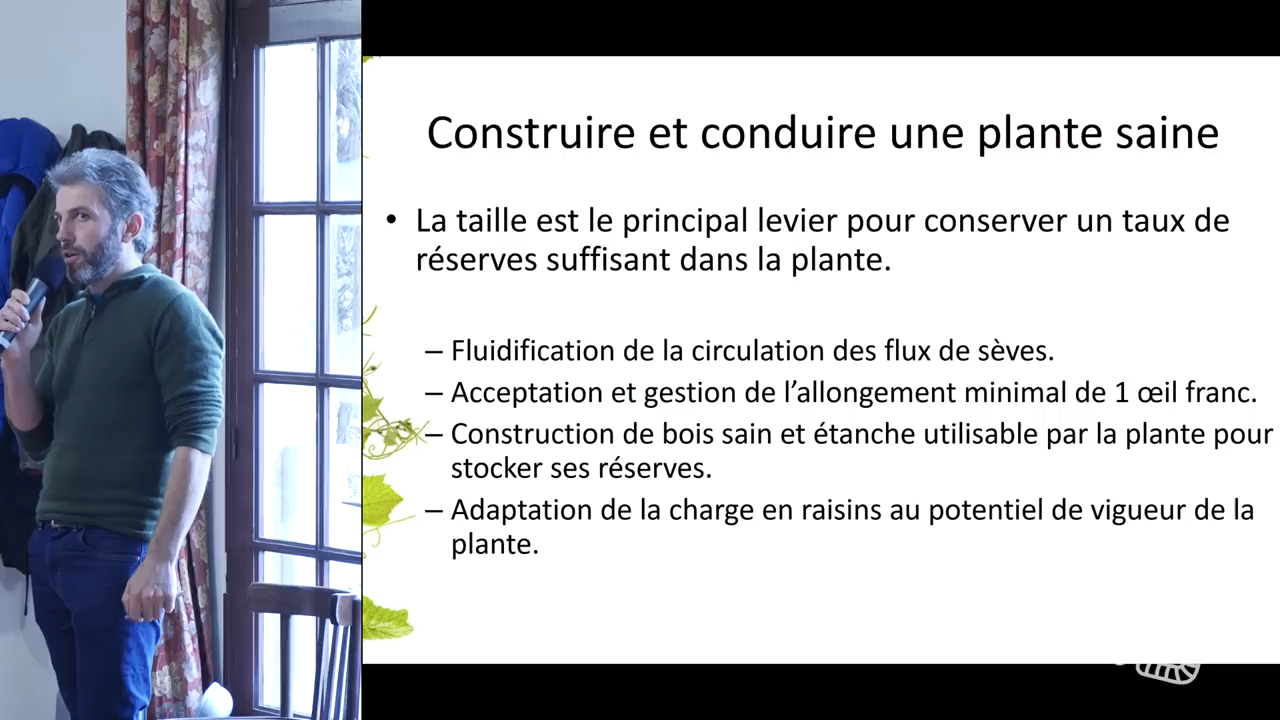 Construire et conduire une plante saine
• La taille est le principal levier pour conserver un taux de
réserves suffisant dans la plante.
– Fluidification de la circulation des flux de sèves.
– Acceptation et gestion de l’allongement minimal de 1 œil franc.
– Construction de bois sain et étanche utilisable par la plante pour
stocker ses réserves.
– Adaptation de la charge en raisins au potentiel de vigueur de la
plante.